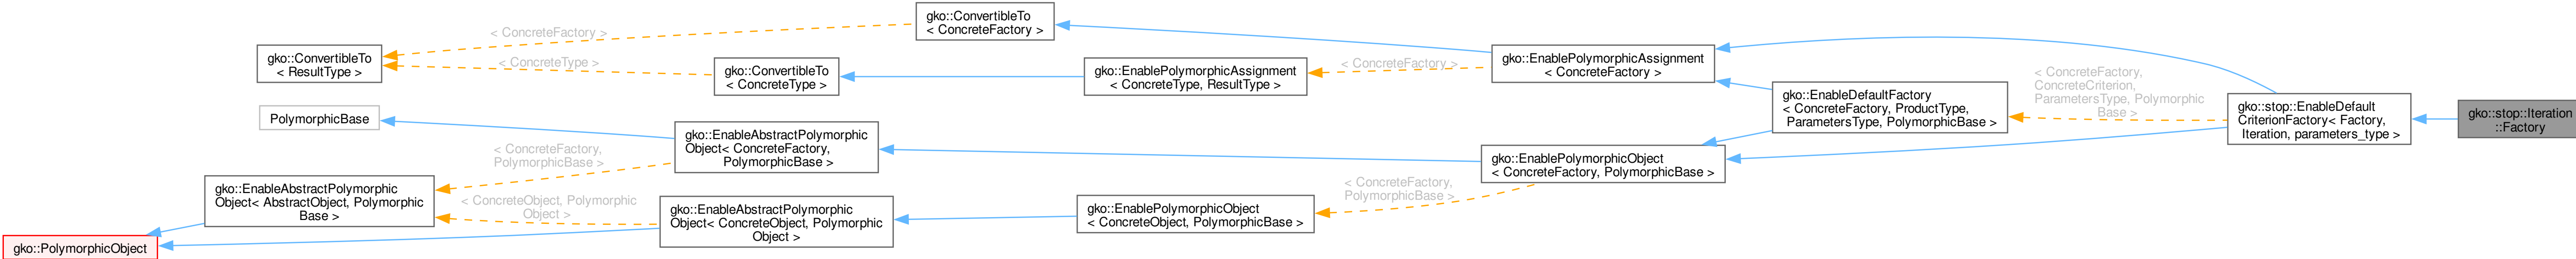 gko::ConvertibleTo
< ConcreteFactory >
< ConcreteFactory >
gko::ConvertibleTo
< ResultType >
< ConcreteType >
gko::ConvertibleTo
< ConcreteType >
gko::EnablePolymorphicAssignment
< ConcreteType, ResultType >
< ConcreteFactory >
gko::EnablePolymorphicAssignment
< ConcreteFactory >
PolymorphicBase
gko::EnableAbstractPolymorphic
Object< ConcreteFactory,
PolymorphicBase >
< ConcreteFactory,
PolymorphicBase >
gko::EnableDefaultFactory
< ConcreteFactory, ProductType,
ParametersType, PolymorphicBase >
< ConcreteFactory,
ConcreteCriterion,
ParametersType, Polymorphic
Base >
gko::stop::EnableDefault
CriterionFactory< Factory,
Iteration, parameters_type >
gko::stop::Iteration
::Factory
gko::EnablePolymorphicObject
< ConcreteFactory, PolymorphicBase >
< ConcreteFactory,
PolymorphicBase >
gko::EnableAbstractPolymorphic
Object< AbstractObject, Polymorphic
Base >
< ConcreteObject, Polymorphic
Object >
gko::EnableAbstractPolymorphic
Object< ConcreteObject, Polymorphic
Object >
gko::EnablePolymorphicObject
< ConcreteObject, PolymorphicBase >
gko::PolymorphicObject